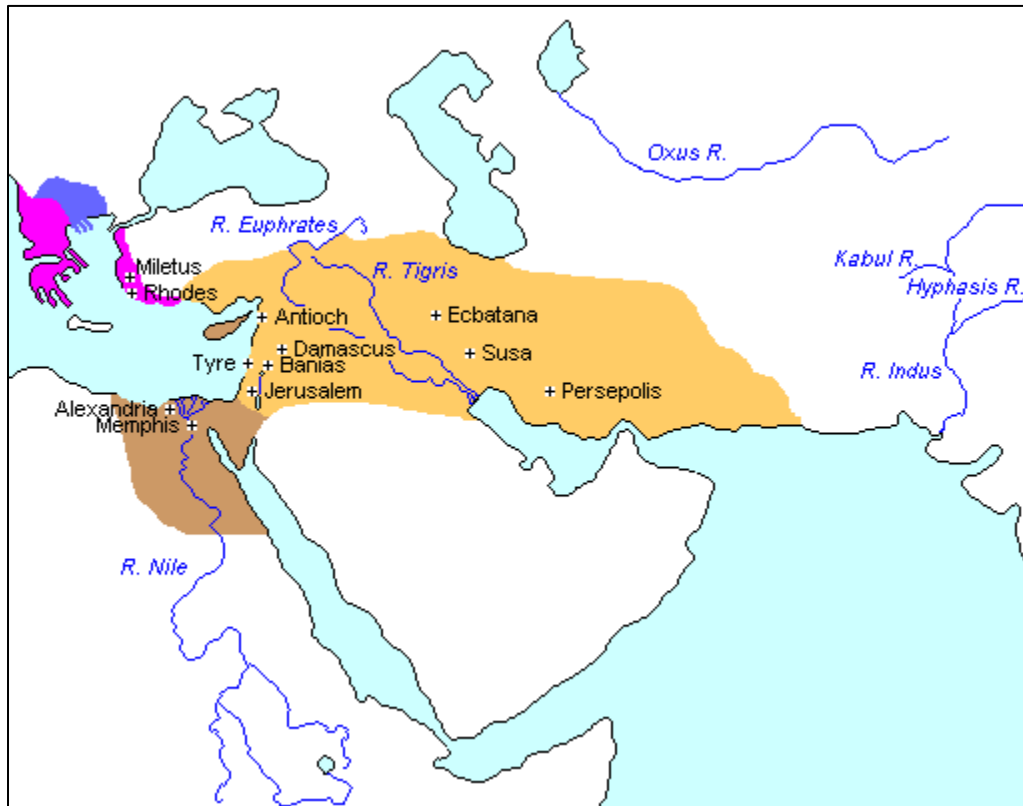 Oxus R.
R. Euphrates
Kabul R.
R. Tigris
Miletus
Hyphasis R.
Rhodes
Antioch
Ecbatana
Damascus
Susa
Tyre
Banias
R. Indus
Jerusalem
Persepolis
Alexandria
Memphis
R. Nile